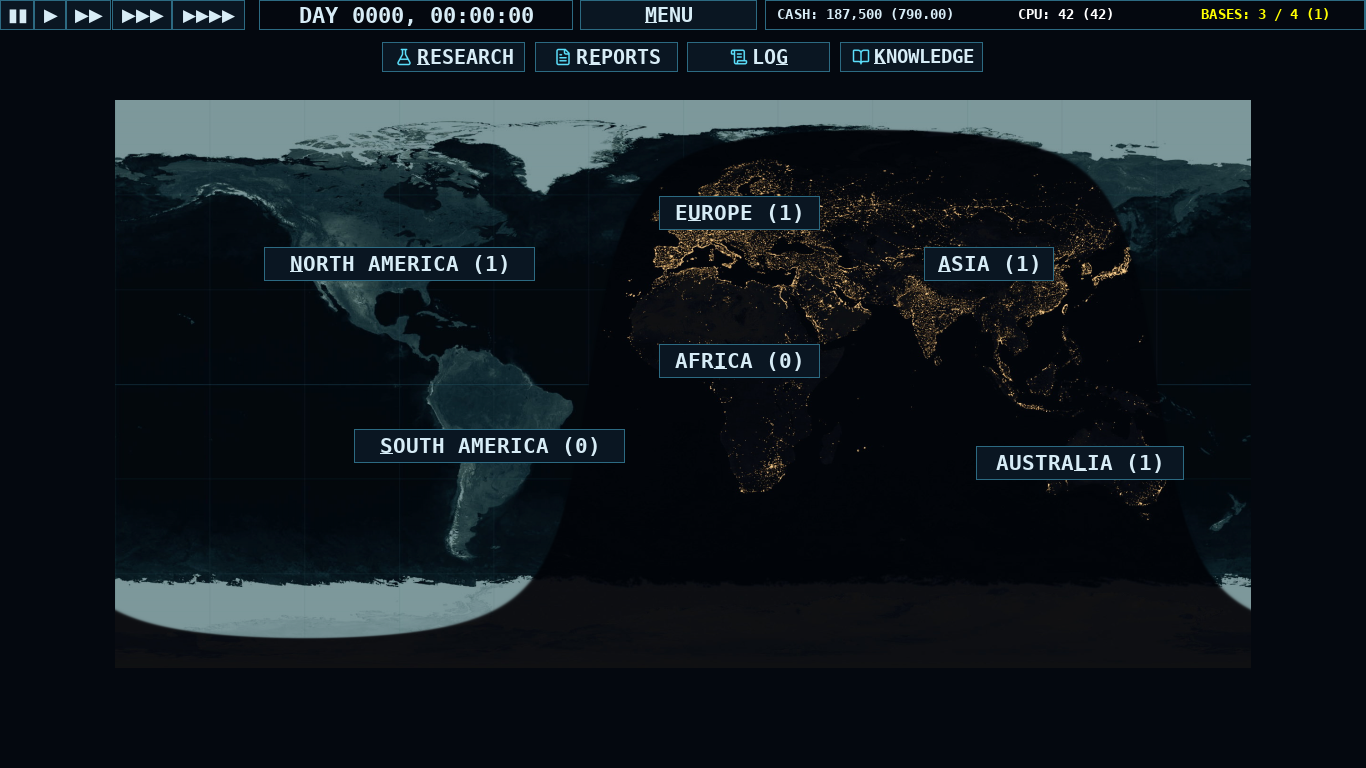 DAY 0000, 00:00:00
MENU
CASH: 187,500 (790.00)
CPU: 42 (42)
BASES: 3 / 4 (1)
RESEARCH
REPORTS
LOG
KNOWLEDGE
EUROPE (1)
NORTH AMERICA (1)
ASIA (1)
AFRICA (0)
SOUTH AMERICA (0)
AUSTRALIA (1)